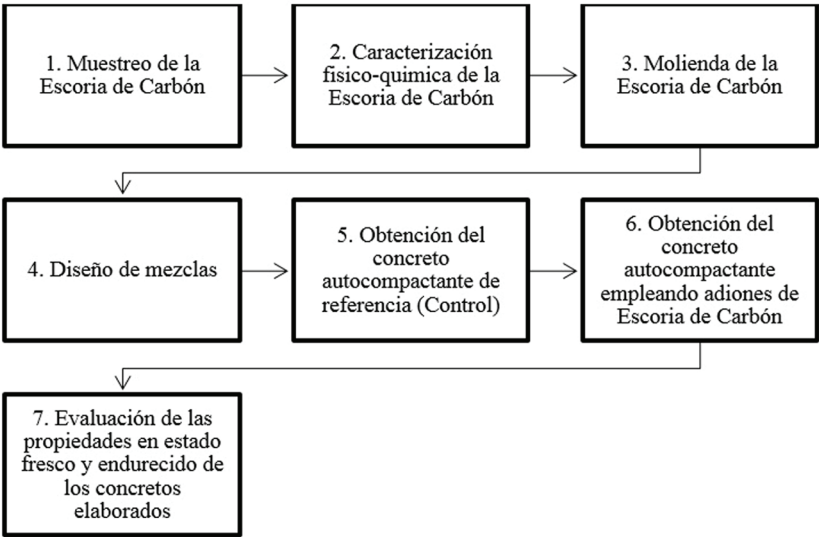 1. Muestreo de la
Escoria de Carbón
2. Caracterización
fisico-quimica de la
Escoria de Carbón
3. Molienda de la
Escoria de Carbón
4. Diseño de mezclas
5. Obtención del
concreto
autocompactante de
referencia (Control)
6. Obtención del
concreto
autocompactante
empleando adiones de
Escoria de Carbón
7. Evaluación de las
propiedades en estado
fresco y endurecido de
los concretos
elaborados